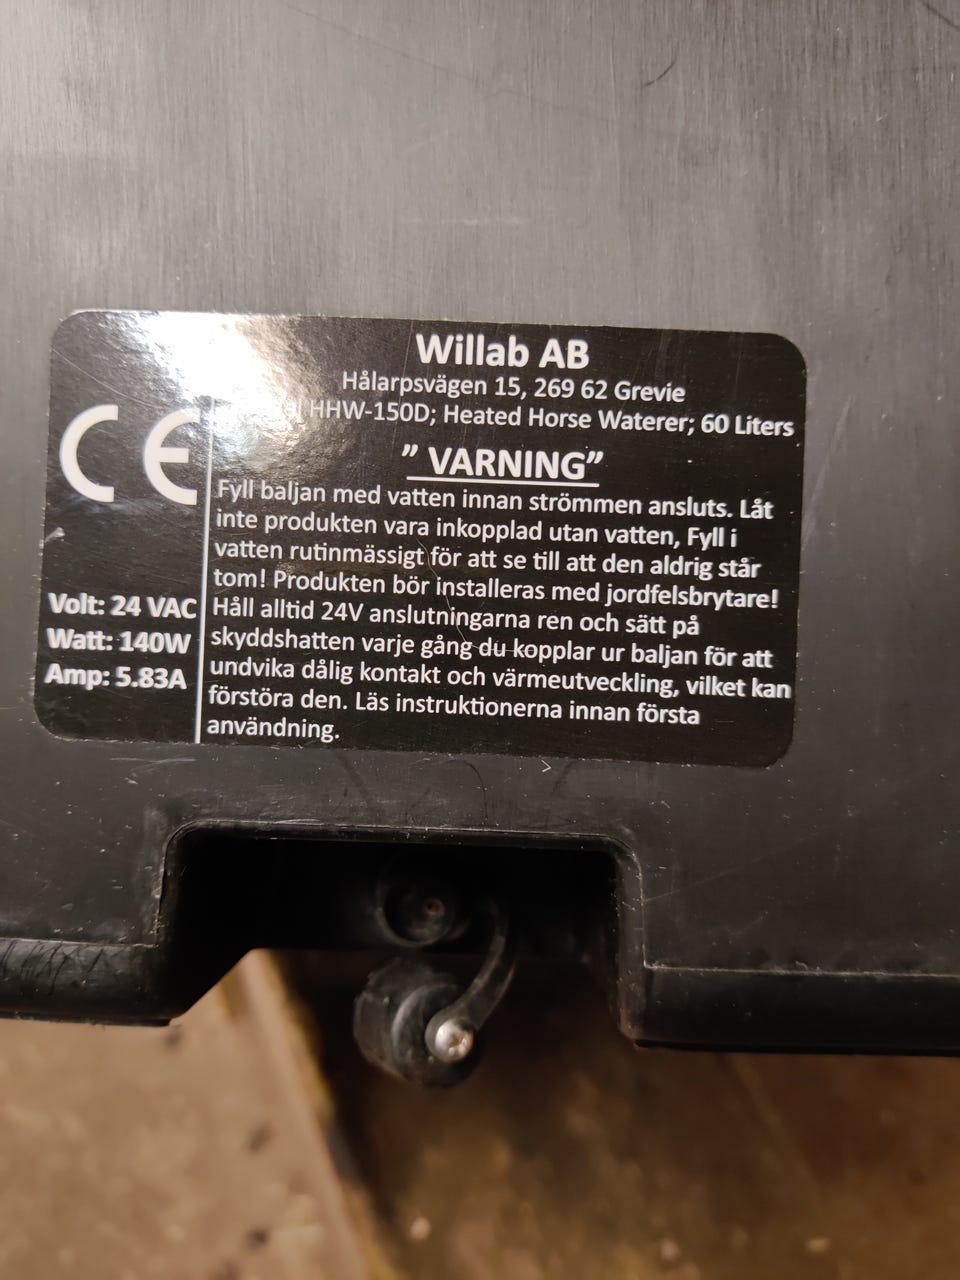 Willab AB
Hålarpsvägen 15, 269 62 Grevie
HHW-150D; Heated Horse Waterer; 60 Liters
CE
” VARNING”
Fyll baljan med vatten innan strömmen ansluts. Låt
inte produkten vara inkopplad utan vatten, Fyll i
vatten rutinmässigt för att se till att den aldrig står
tom! Produkten bör installeras med jordfelsbrytare!
Håll alltid 24V anslutningarna ren och sätt på
skyddshatten varje gång du kopplar ur baljan för att
undvika dålig kontakt och värmeutveckling, vilket kan
förstöra den. Läs instruktionerna innan första
användning.
Volt: 24 VAC
Watt: 140W
Amp: 5.83A